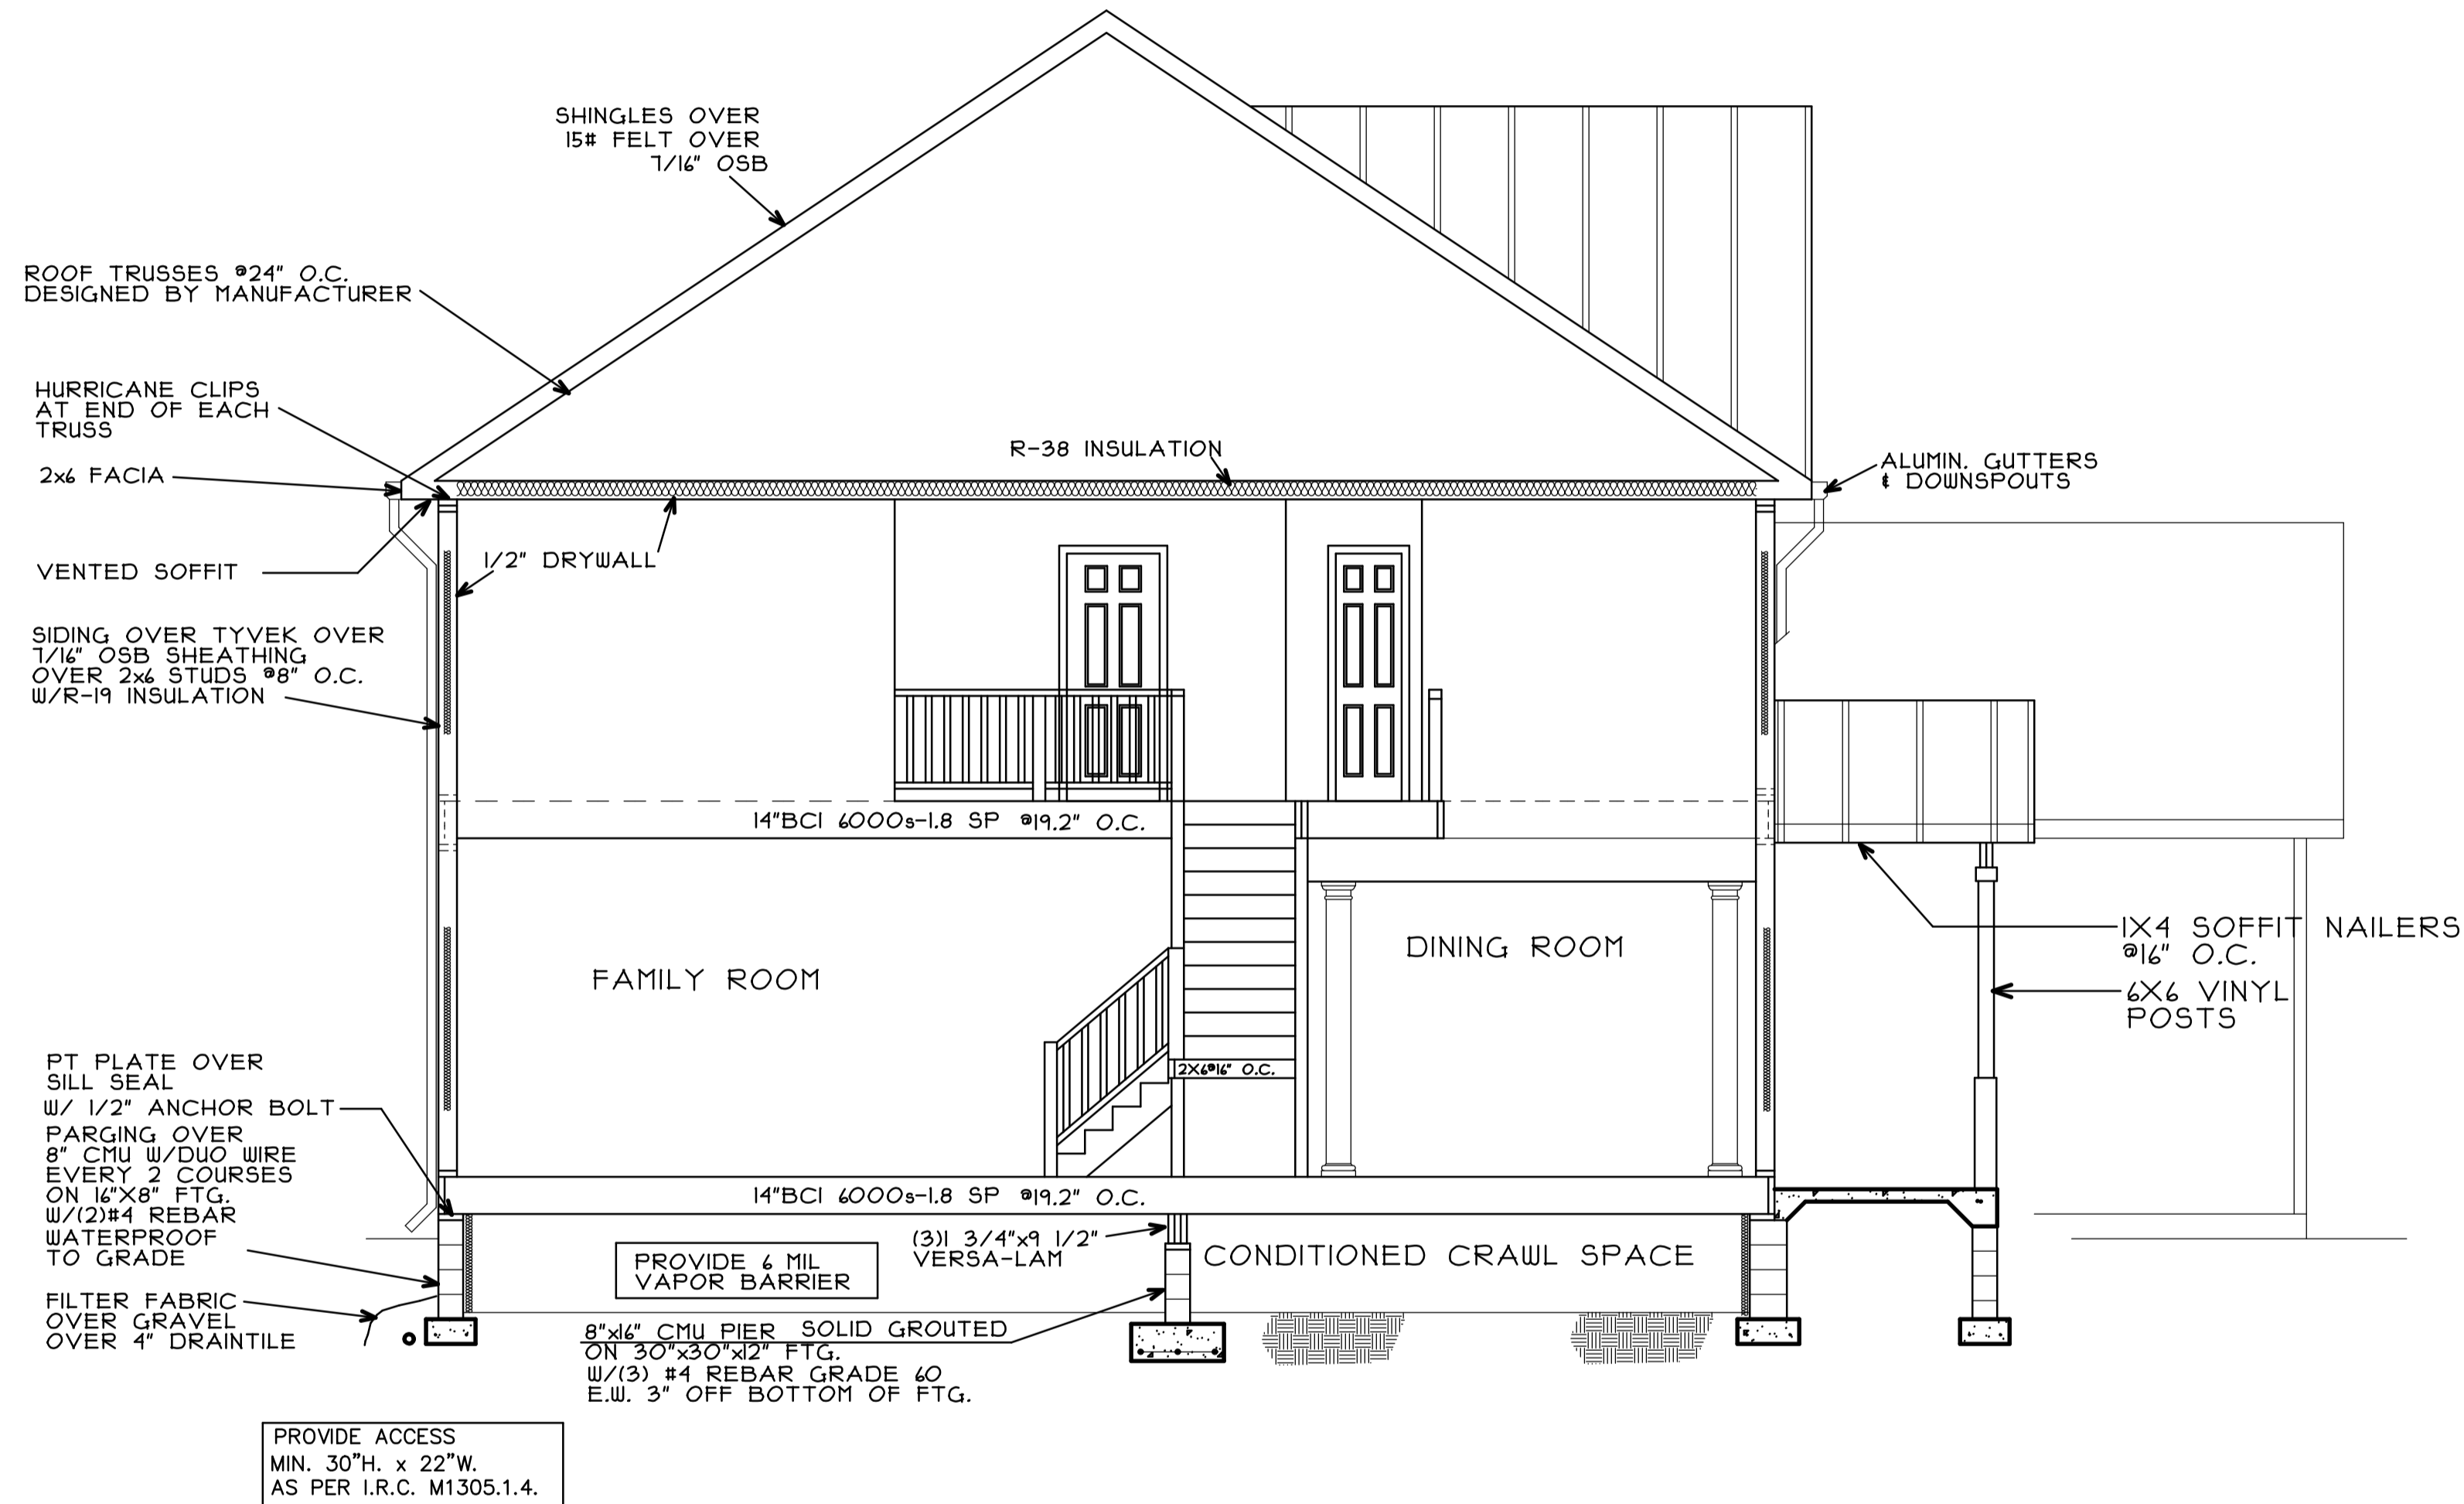 SHINGLES OVER
15# FELT OVER
7/16" OSB
ROOF TRUSSES @24" O.C.
DESIGNED BY MANUFACTURER
HURRICANE CLIPS
AT END OF EACH
TRUSS
2x6 FACIA
R-38 INSULATION
ALUMIN. GUTTERS
& DOWNSPOUTS
VENTED SOFFIT
1/2" DRYWALL
SIDING OVER TYVEK OVER
7/16" OSB SHEATHING
OVER 2x6 STUDS @8" O.C.
W/R-19 INSULATION
14"BCI 6000s-1.8 SP @19.2" O.C.
FAMILY ROOM
DINING ROOM
1X4 SOFFIT NAILERS
@16" O.C.
6X6 VINYL
POSTS
2X6@16" O.C.
PT PLATE OVER
SILL SEAL
W/ 1/2" ANCHOR BOLT
PARGING OVER
8" CMU W/DUO WIRE
EVERY 2 COURSES
ON 16"X8" FTG.
W/(2)#4 REBAR
WATERPROOF
TO GRADE
FILTER FABRIC
OVER GRAVEL
OVER 4" DRAINTILE
14"BCI 6000s-1.8 SP @19.2" O.C.
PROVIDE 6 MIL
VAPOR BARRIER
(3)1 3/4"x9 1/2"
VERSA-LAM
CONDITIONED CRAWL SPACE
8"x16" CMU PIER SOLID GROUTED
ON 30"x30"x12" FTG.
W/(3) #4 REBAR GRADE 60
E.W. 3" OFF BOTTOM OF FTG.
PROVIDE ACCESS
MIN. 30"H. x 22"W.
AS PER I.R.C. M1305.1.4.